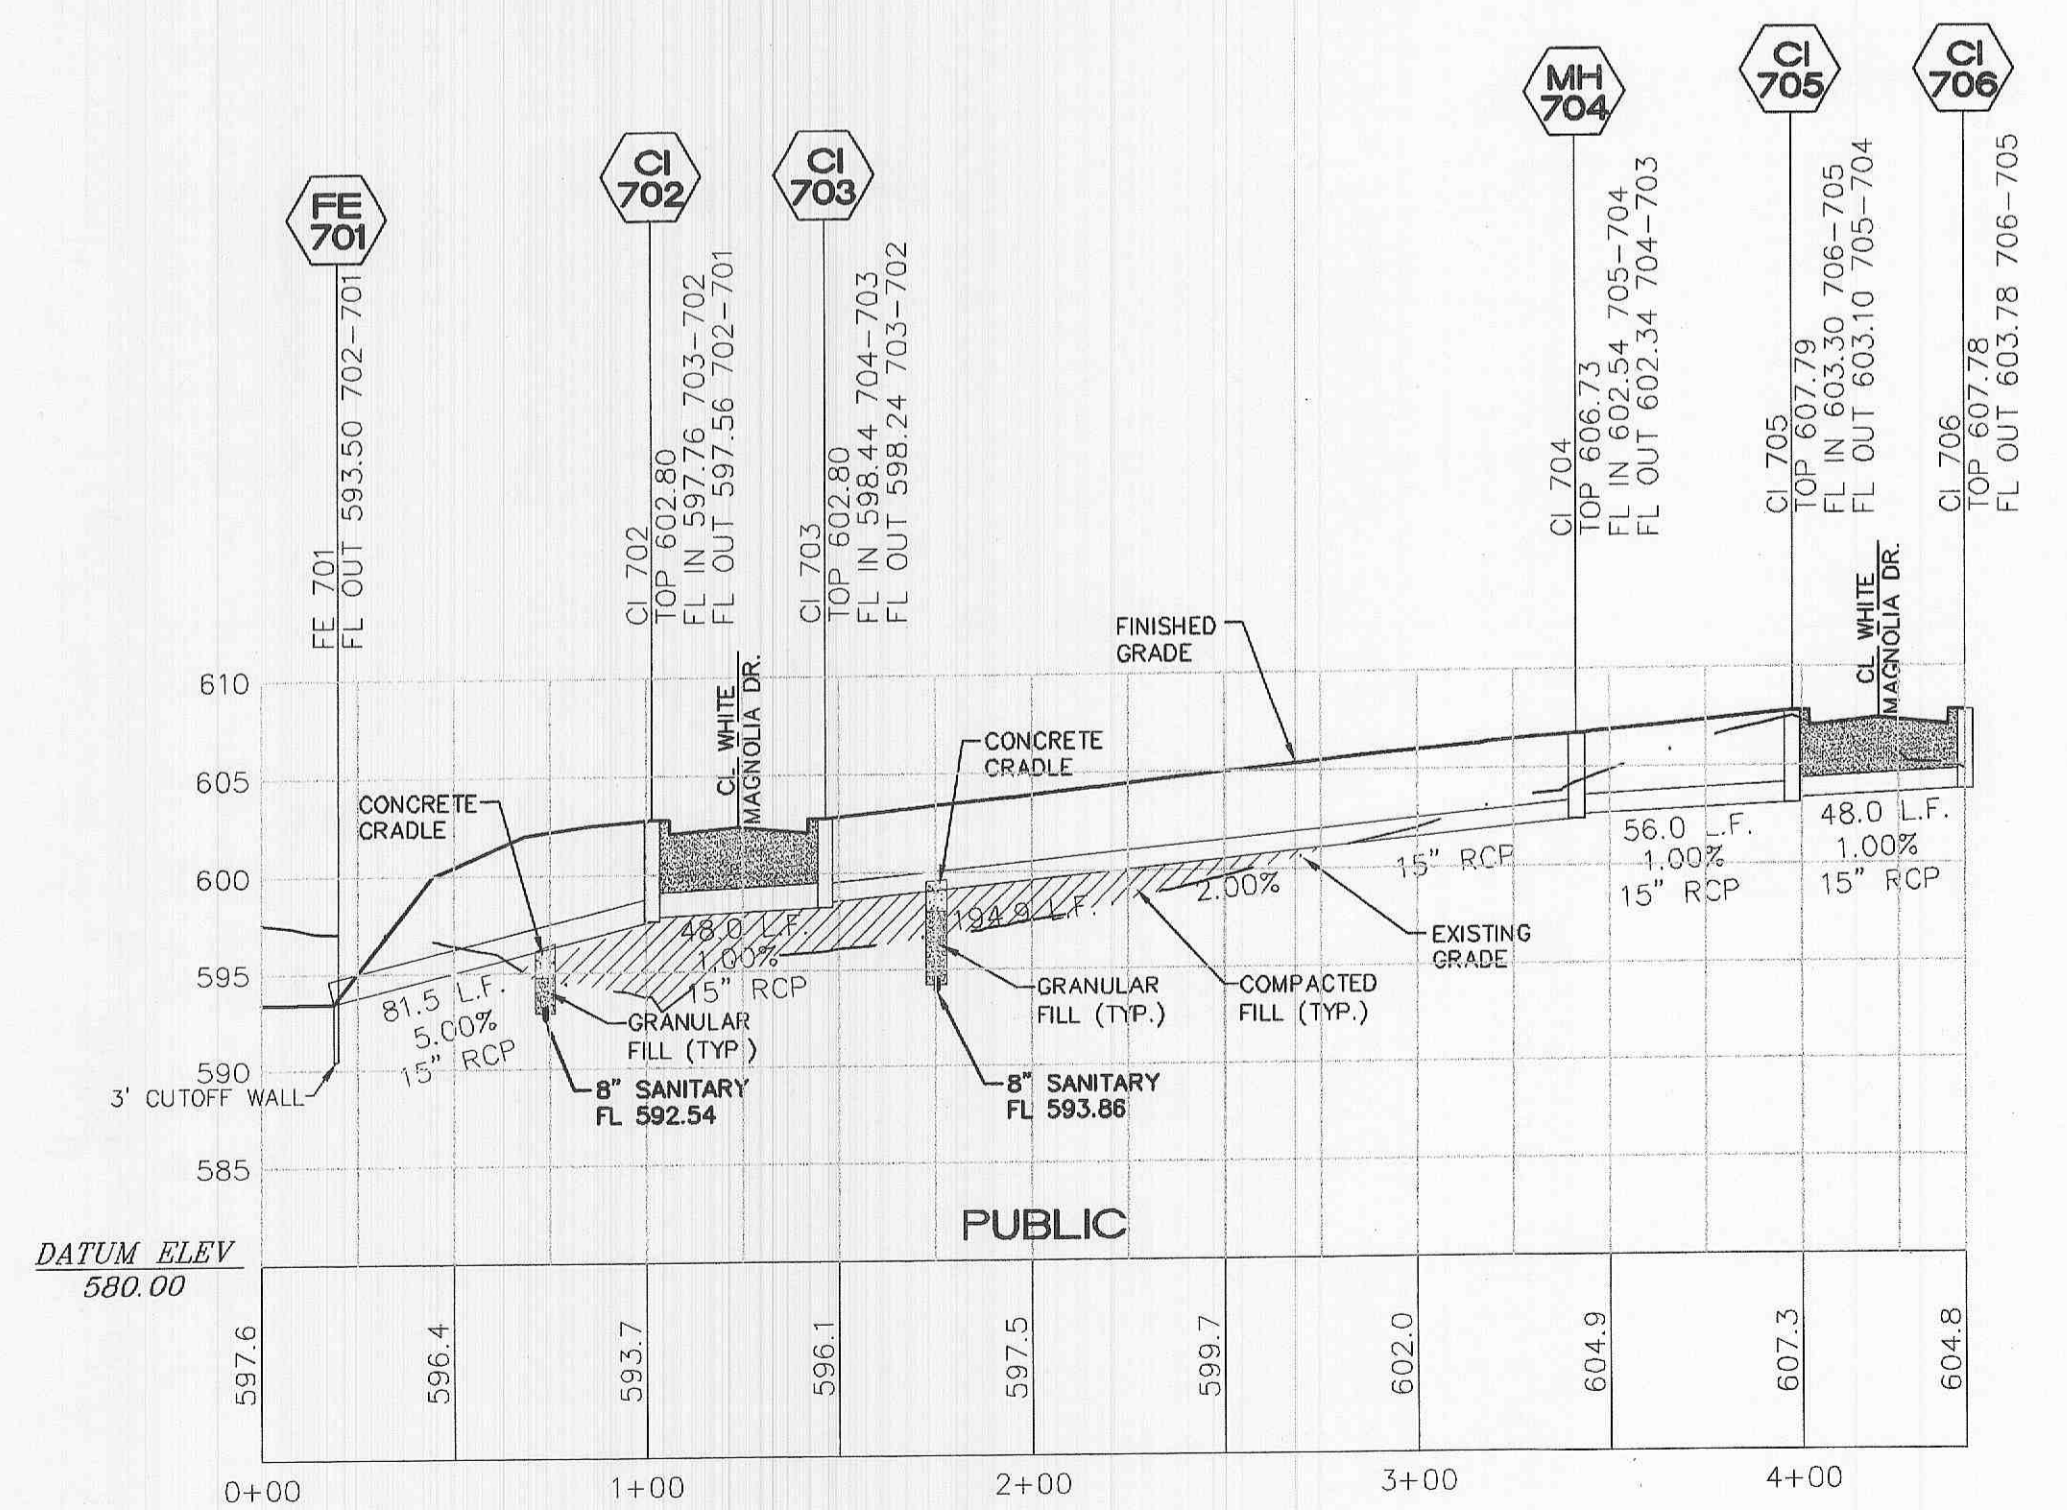 FE
701
CI
702
CI
703
MH
704
CI
705
CI
706
FE 701
FL OUT 593.50 702-701
CI 702
TOP 602.80
FL IN 597.76 703-702
FL OUT 597.56 702-701
CI 703
TOP 602.80
FL IN 598.44 704-703
FL OUT 598.24 703-702
CI 704
TOP 606.73
FL IN 602.54 705-704
FL OUT 602.34 704-703
CI 705
TOP 607.79
FL IN 603.30 706-705
FL OUT 603.10 705-704
CI 706
TOP 607.78
FL OUT 603.78 706-705
CL WHITE
MAGNOLIA DR.
CL WHITE
MAGNOLIA DR.
FINISHED
GRADE
CONCRETE
CRADLE
CONCRETE
CRADLE
610
605
600
595
590
585
81.5 L.F.
5.00%
15" RCP
48.0 L.F.
1.00%
15" RCP
194.9 L.F.
2.00%
15" RCP
56.0 L.F.
1.00%
15" RCP
48.0 L.F.
1.00%
15" RCP
EXISTING
GRADE
GRANULAR
FILL (TYP.)
COMPACTED
FILL (TYP.)
GRANULAR
FILL (TYP.)
3' CUTOFF WALL
8" SANITARY
FL 592.54
8" SANITARY
FL 593.86
PUBLIC
DATUM ELEV
580.00
597.6
596.4
593.7
596.1
597.5
599.7
602.0
604.9
607.3
604.8
0+00
1+00
2+00
3+00
4+00